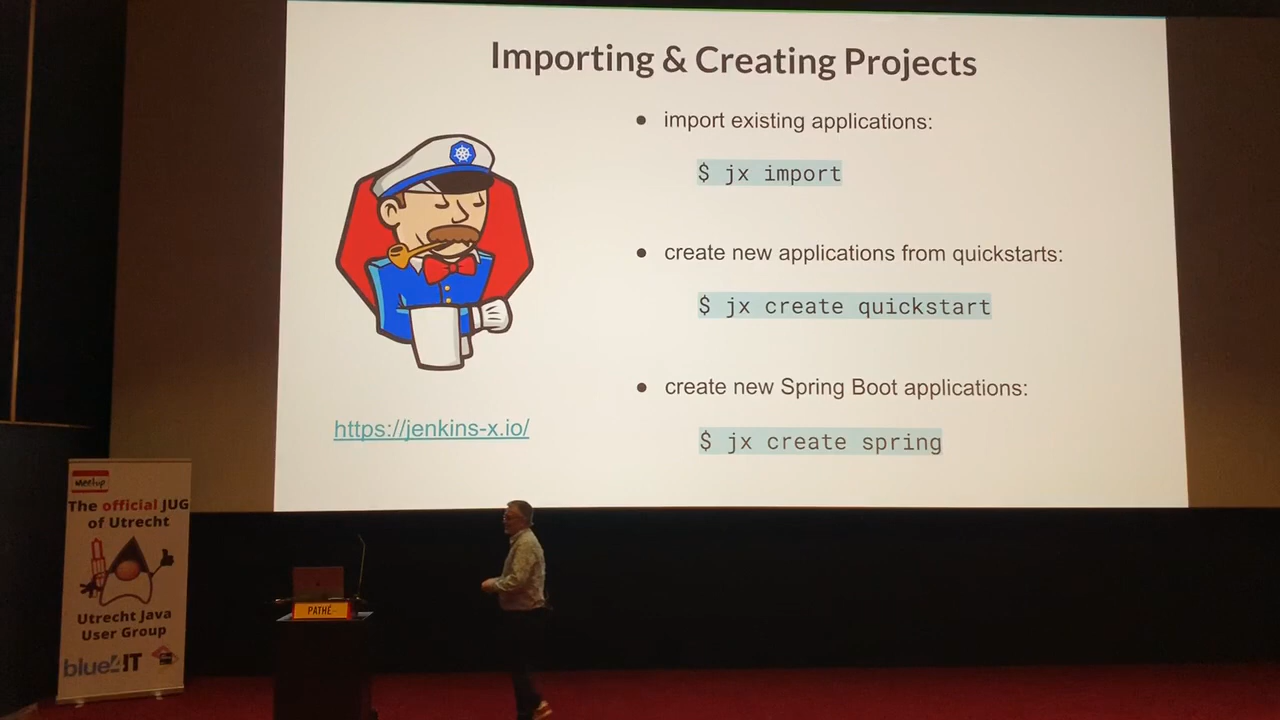 Importing & Creating Projects
● import existing applications:
$ jx import
● create new applications from quickstarts:
$ jx create quickstart
● create new Spring Boot applications:
$ jx create spring
https://jenkins-x.io/
Meetup
The official JUG
of Utrecht
Utrecht Java
User Group
blue4IT
PATHÉ